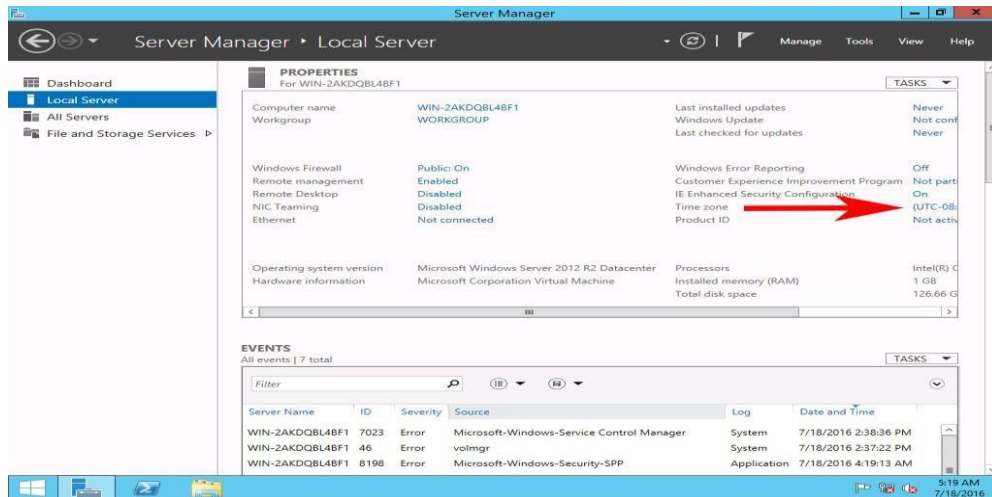 Server Manager
Server Manager ‣ Local Server
Manage Tools View Help
Dashboard
Local Server
All Servers
File and Storage Services
PROPERTIES
For WIN-2AKDQBL4BF1
TASKS
Computer name WIN-2AKDQBL4BF1 Last installed updates Never
Workgroup WORKGROUP Windows Update Not conf
Last checked for updates Never
Windows Firewall Public: On Windows Error Reporting Off
Remote management Enabled Customer Experience Improvement Program Not parti
Remote Desktop Disabled IE Enhanced Security Configuration On
NIC Teaming Disabled Time zone (UTC-08:
Ethernet Not connected Product ID Not activ
Operating system version Microsoft Windows Server 2012 R2 Datacenter Processors Intel(R) C
Hardware information Microsoft Corporation Virtual Machine Installed memory (RAM) 1 GB
Total disk space 126.66 G
EVENTS
All events | 7 total
TASKS
Filter
Server Name ID Severity Source Log Date and Time
WIN-2AKDQBL4BF1 7023 Error Microsoft-Windows-Service Control Manager System 7/18/2016 2:38:36 PM
WIN-2AKDQBL4BF1 46 Error volmgr System 7/18/2016 2:37:22 PM
WIN-2AKDQBL4BF1 8198 Error Microsoft-Windows-Security-SPP Application 7/18/2016 4:19:13 AM
5:19 AM
7/18/2016